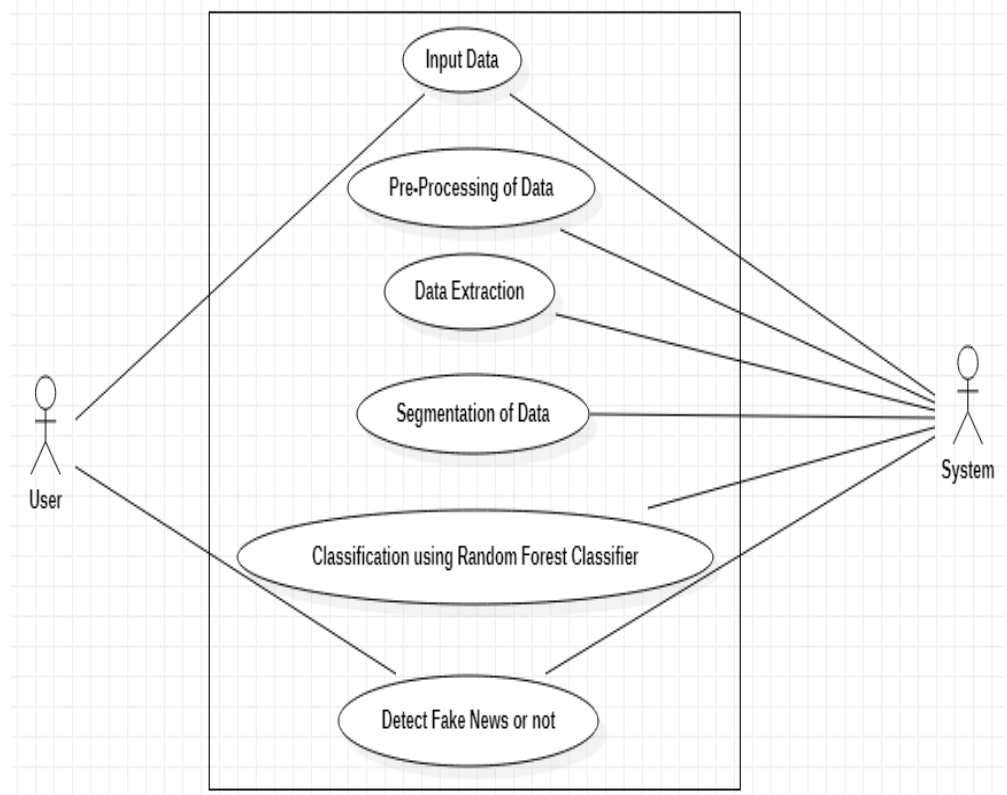 Input Data
Pre-Processing of Data
Data Extraction
Segmentation of Data
Classification using Random Forest Classifier
Detect Fake News or not
User
System